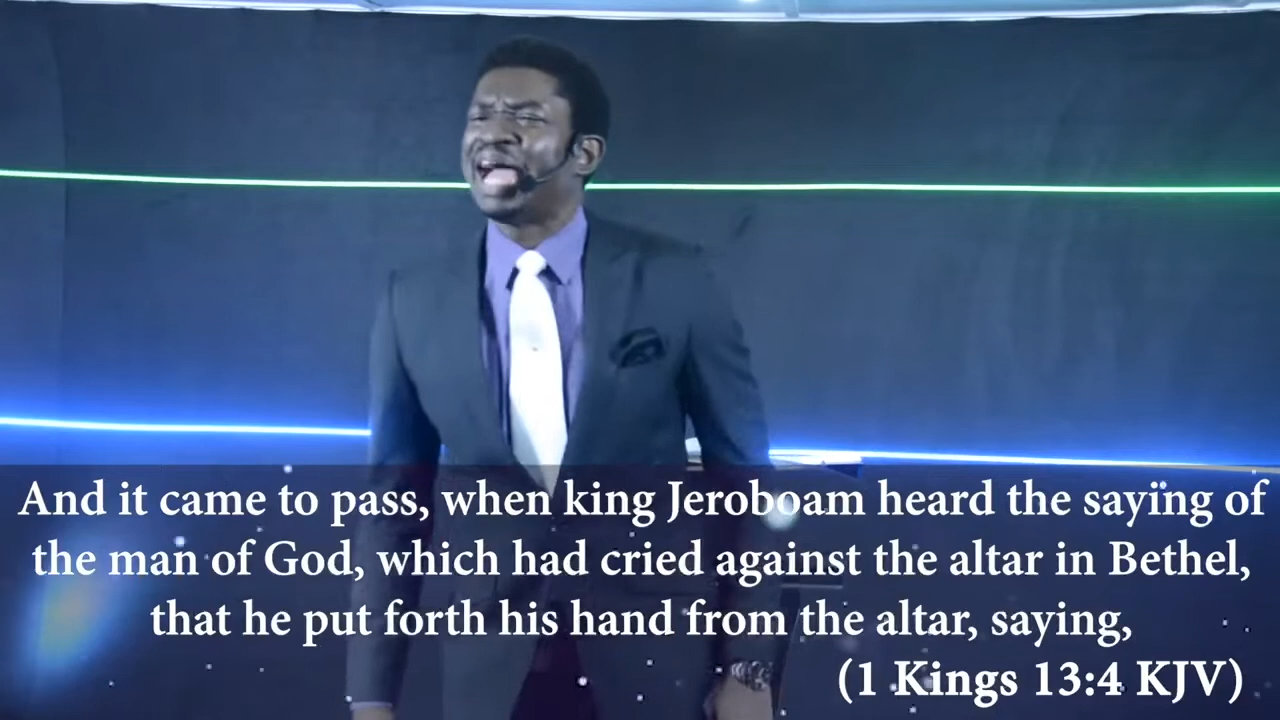 And it came to pass, when king Jeroboam heard the saying of
the man of God, which had cried against the altar in Bethel,
that he put forth his hand from the altar, saying,
(1 Kings 13:4 KJV)